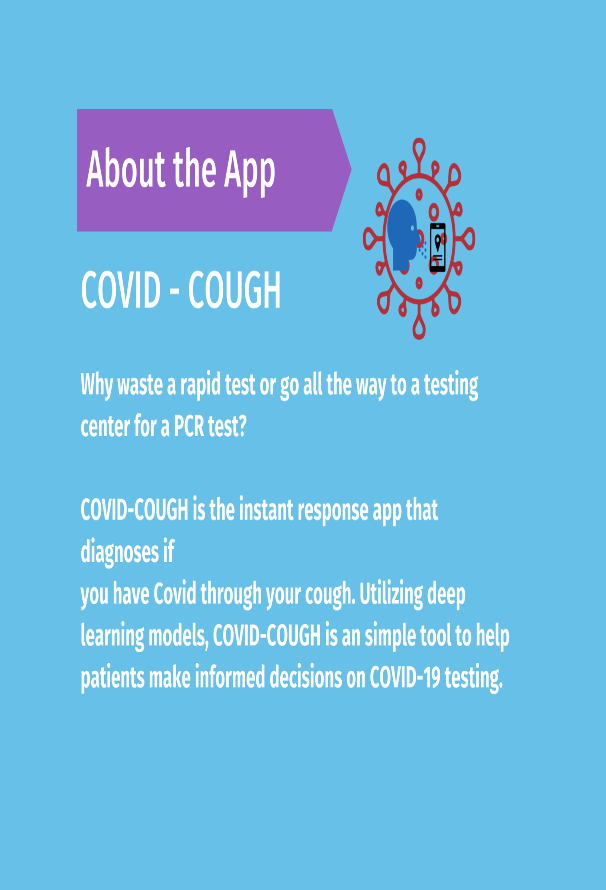 About the App
COVID - COUGH
Why waste a rapid test or go all the way to a testing
center for a PCR test?
COVID-COUGH is the instant response app that
diagnoses if
you have Covid through your cough. Utilizing deep
learning models, COVID-COUGH is an simple tool to help
patients make informed decisions on COVID-19 testing.